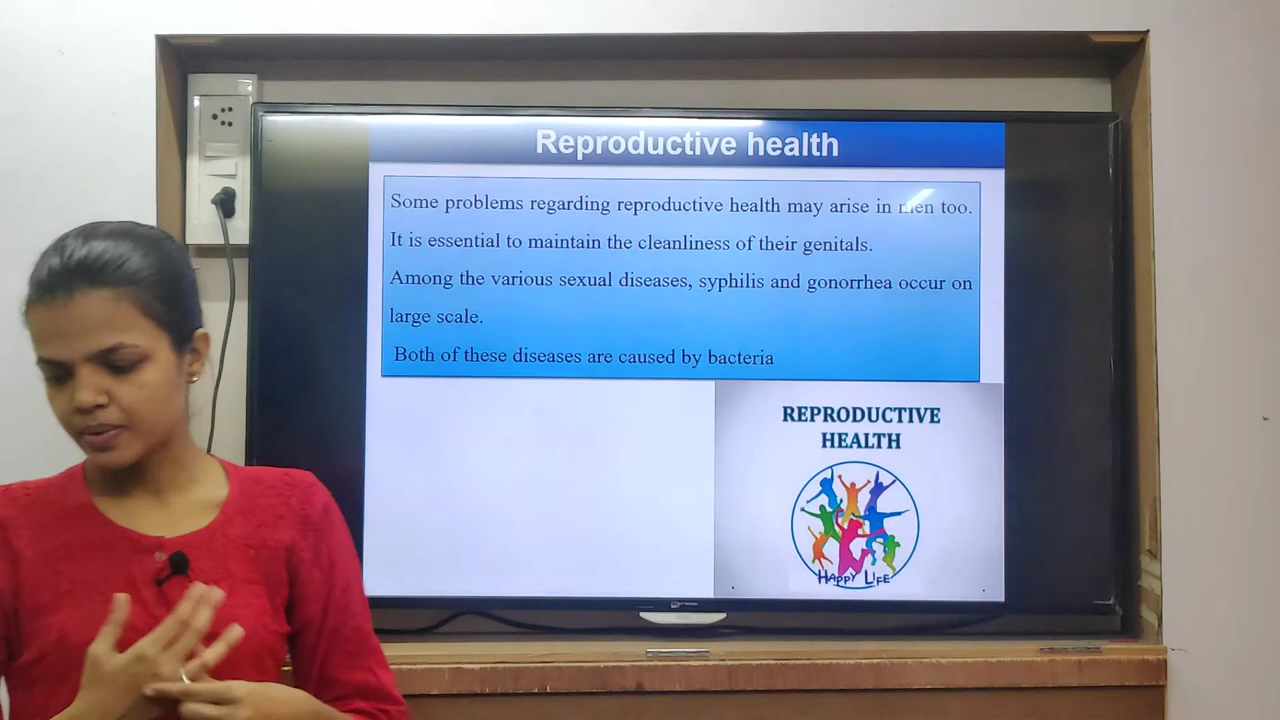 Reproductive health
Some problems regarding reproductive health may arise in men too.
It is essential to maintain the cleanliness of their genitals.
Among the various sexual diseases, syphilis and gonorrhea occur on
large scale.
Both of these diseases are caused by bacteria
REPRODUCTIVE
HEALTH
HAPPY LIFE